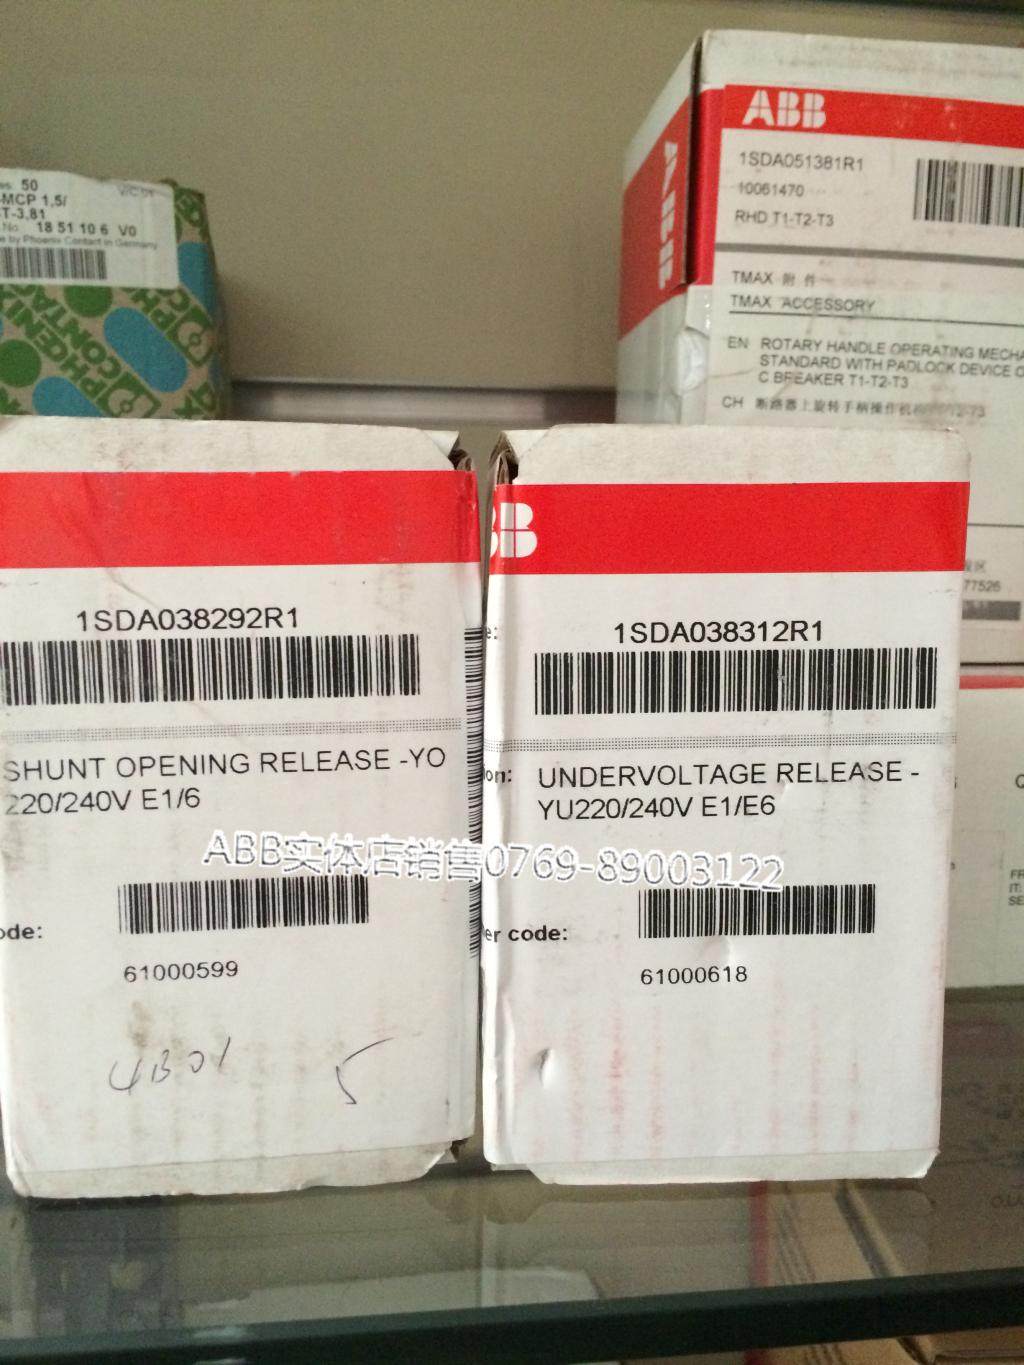 50
-MCP 1,5/
T-3,81
No. 18 51 10 6 V0
by Phoenix Contact in Germany
PHOENIX
CONTACT
ABB
ABB
1SDA051381R1
10061470
RHD T1-T2-T3
TMAX 附 件
TMAX ACCESSORY
EN ROTARY HANDLE OPERATING MECHA
STANDARD WITH PADLOCK DEVICE O
C.BREAKER T1-T2-T3
CH 断路器上旋转手柄操作机
77526
1SDA038292R1
SHUNT OPENING RELEASE -YO
220/240V E1/6
ode:
61000599
4B01 5
BB
e: 1SDA038312R1
on: UNDERVOLTAGE RELEASE -
YU220/240V E1/E6
er code:
61000618
ABB实体店销售0769-89003122